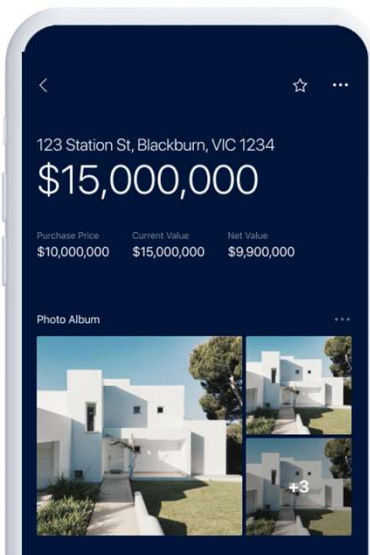 123 Station St, Blackburn, VIC 1234
$15,000,000
Purchase Price Current Value Net Value
$10,000,000 $15,000,000 $9,900,000
Photo Album
+3